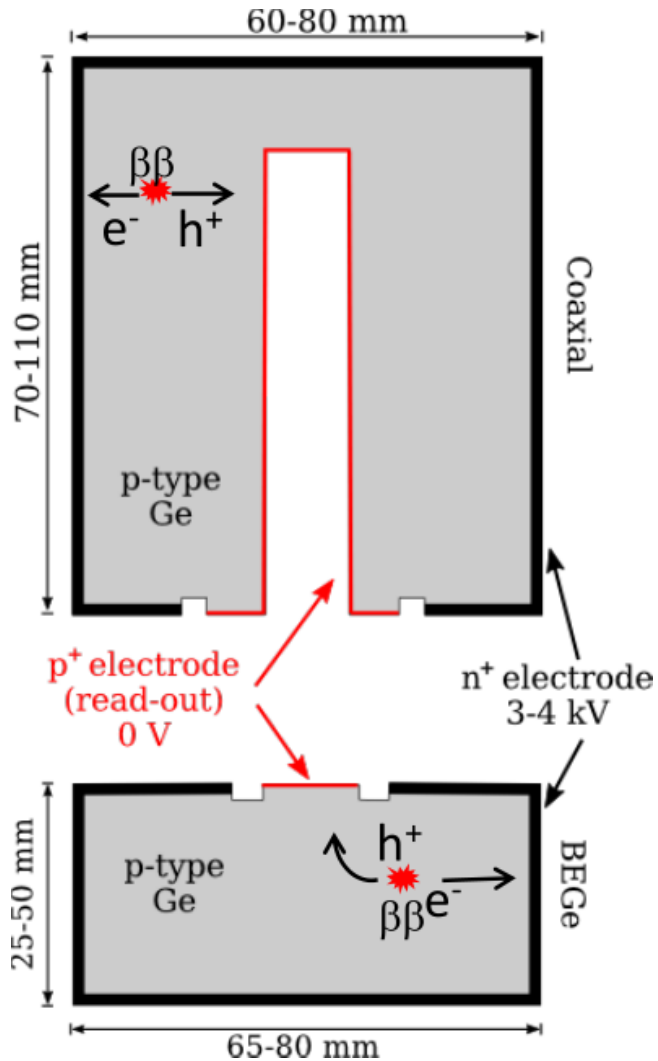 60-80 mm
70-110 mm
ββ
e⁻
h⁺
Coaxial
p-type
Ge
p⁺ electrode
(read-out)
0 V
n⁺ electrode
3-4 kV
25-50 mm
p-type
Ge
h⁺
ββ
e⁻
BEGe
65-80 mm